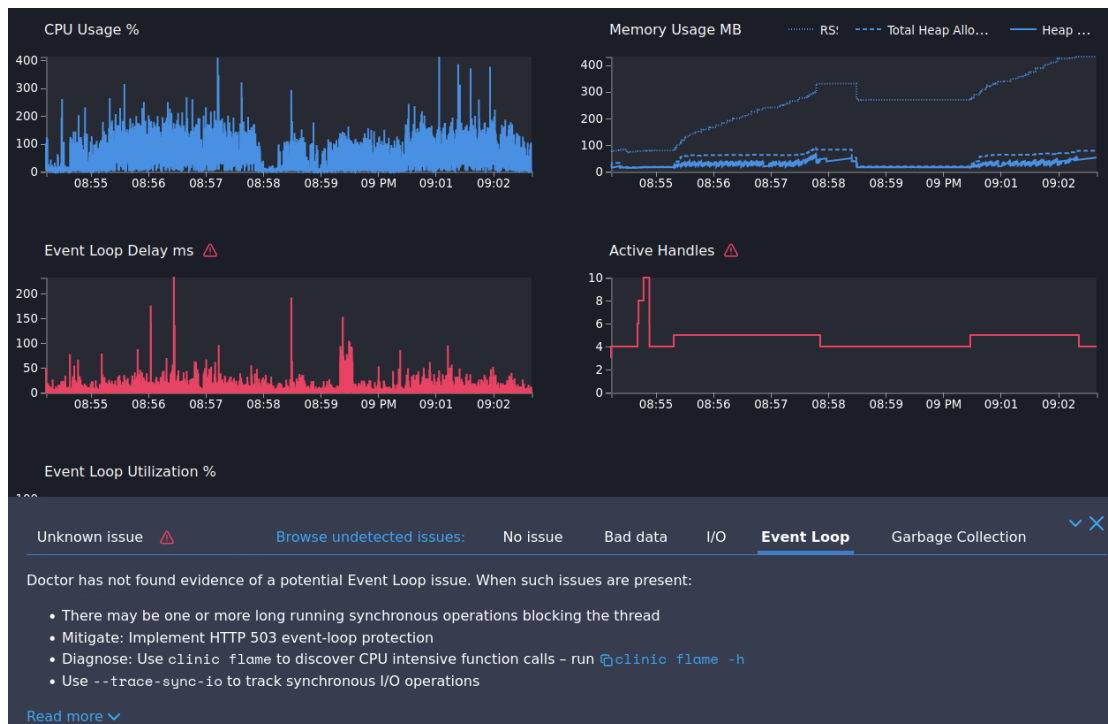 CPU Usage %
400
300
200
100
0
08:55 08:56 08:57 08:58 08:59 09 PM 09:01 09:02
Memory Usage MB
RSS Total Heap Allo... Heap ...
400
300
200
100
0
08:55 08:56 08:57 08:58 08:59 09 PM 09:01 09:02
Event Loop Delay ms
200
150
100
50
0
08:55 08:56 08:57 08:58 08:59 09 PM 09:01 09:02
Active Handles
10
8
6
4
2
0
08:55 08:56 08:57 08:58 08:59 09 PM 09:01 09:02
Event Loop Utilization %
100
Unknown issue Browse undetected issues: No issue Bad data I/O Event Loop Garbage Collection
Doctor has not found evidence of a potential Event Loop issue. When such issues are present:
• There may be one or more long running synchronous operations blocking the thread
• Mitigate: Implement HTTP 503 event-loop protection
• Diagnose: Use clinic flame to discover CPU intensive function calls – run clinic flame -h
• Use --trace-sync-io to track synchronous I/O operations
Read more